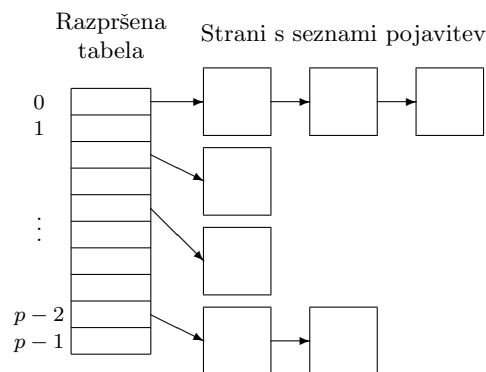 Razpršena
tabela
Strani s seznami pojavitev
0
1
⋮
p − 2
p − 1